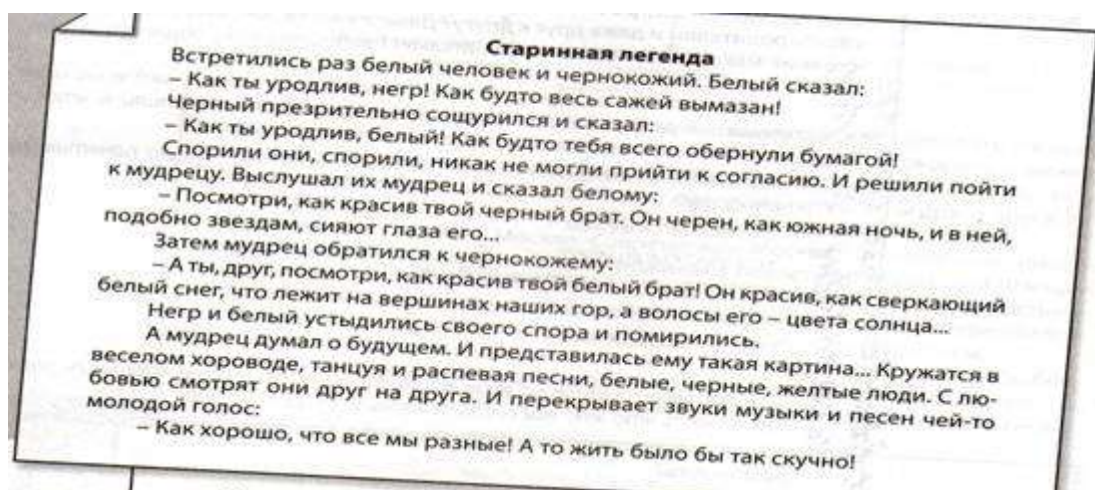 Старинная легенда
Встретились раз белый человек и чернокожий. Белый сказал:
– Как ты уродлив, негр! Как будто весь сажей вымазан!
Черный презрительно сощурился и сказал:
– Как ты уродлив, белый! Как будто тебя всего обернули бумагой!
Спорили они, спорили, никак не могли прийти к согласию. И решили пойти
к мудрецу. Выслушал их мудрец и сказал белому:
– Посмотри, как красив твой черный брат. Он черен, как южная ночь, и в ней,
подобно звездам, сияют глаза его...
Затем мудрец обратился к чернокожему:
– А ты, друг, посмотри, как красив твой белый брат! Он красив, как сверкающий
белый снег, что лежит на вершинах наших гор, а волосы его – цвета солнца...
Негр и белый устыдились своего спора и помирились.
А мудрец думал о будущем. И представилась ему такая картина... Кружатся в
веселом хороводе, танцуя и распевая песни, белые, черные, желтые люди. С лю-
бовью смотрят они друг на друга. И перекрывает звуки музыки и песен чей-то
молодой голос:
– Как хорошо, что все мы разные! А то жить было бы так скучно!